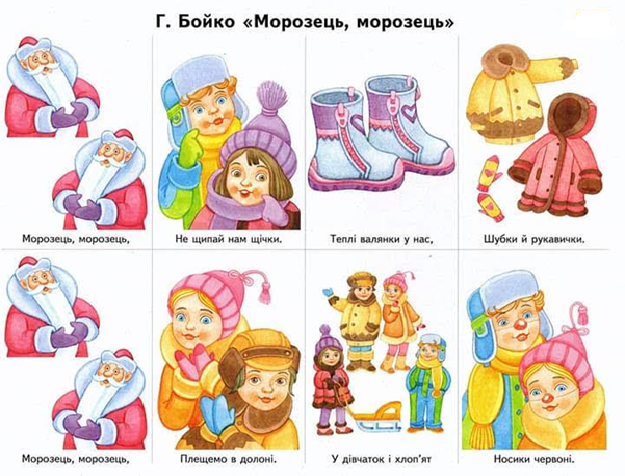 Г. Бойко «Морозець, морозець»
Морозець, морозець,
Не щипай нам щічки.
Теплі валянки у нас,
Шубки й рукавички.
Морозець, морозець,
Плещемо в долоні.
У дівчаток і хлоп'ят
Носики червоні.